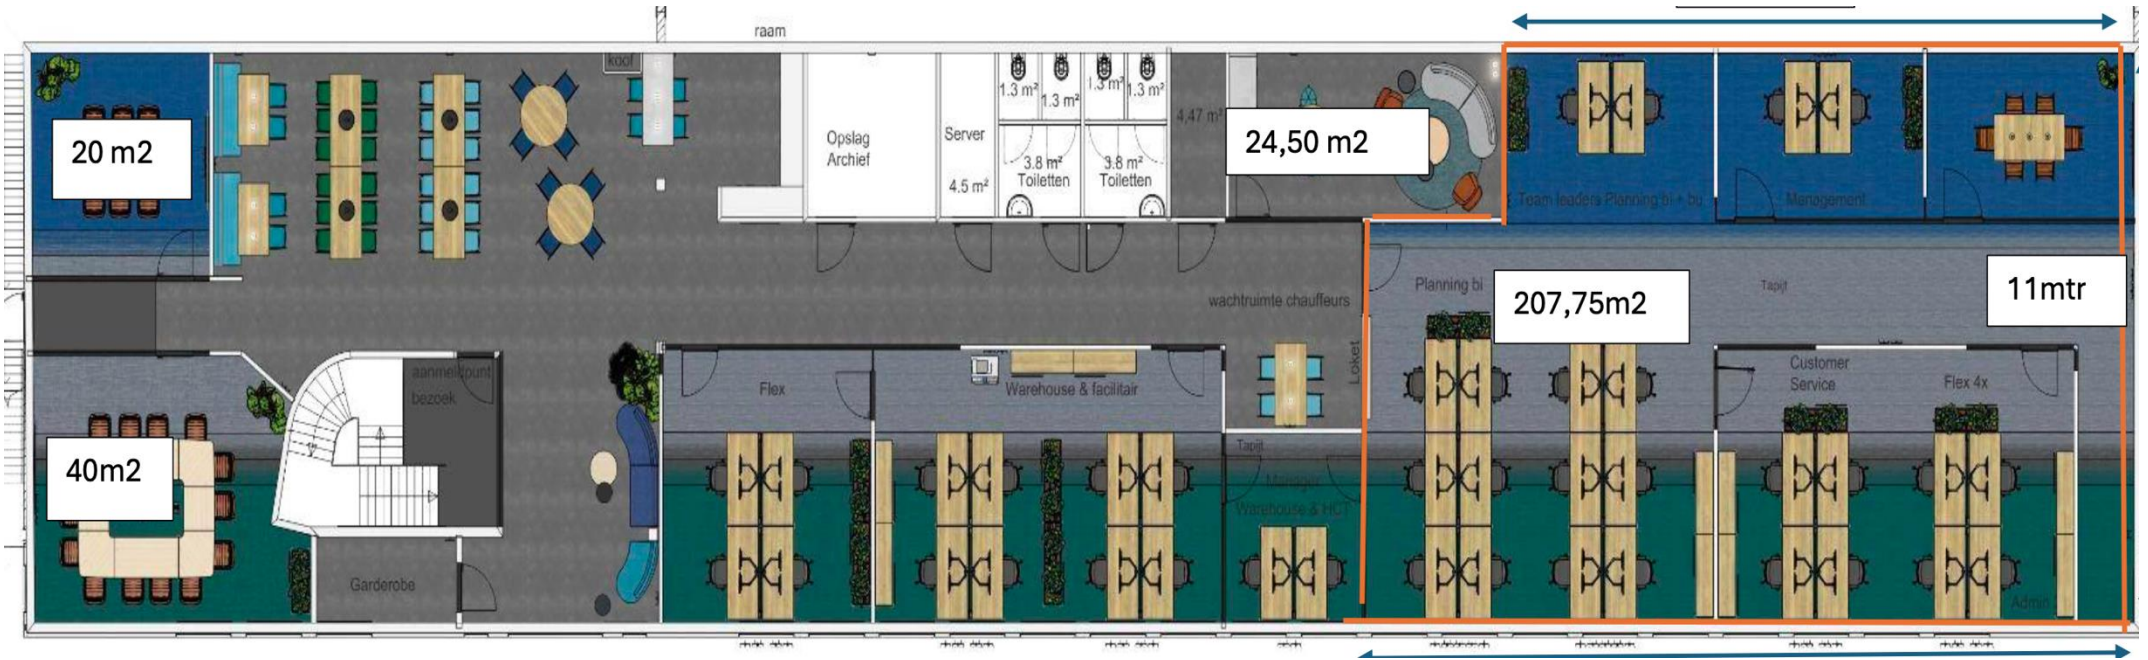 raam
koof
20 m2
Opslag
Archief
Server
4.5 m²
1.3 m²
1.3 m²
1.3 m²
1.3 m²
3.8 m²
Toiletten
3.8 m²
Toiletten
4,47 m²
24,50 m2
Team leaders Planning bi + bu
Management
wachtruimte chauffeurs
Planning bi
207,75m2
Tapijt
11mtr
Loket
aanmeldpunt
bezoek
Flex
Warehouse & facilitair
Customer
Service
Flex 4x
40m2
Tapijt
Manager
Warehouse & HCT
Garderobe
Admin